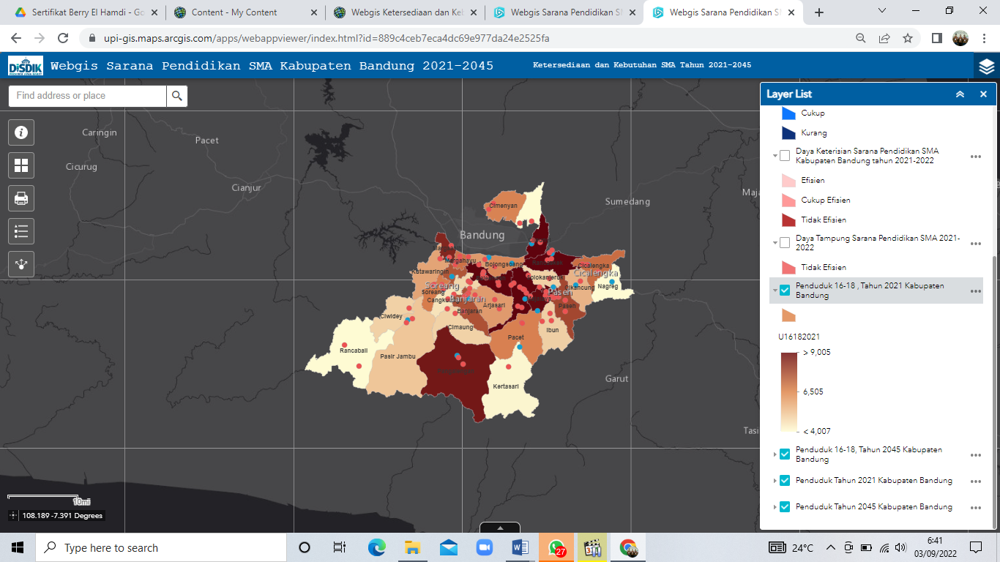 Sertifikat Berry El Hamdi - Go
Content - My Content
Webgis Ketersediaan dan Keb
Webgis Sarana Pendidikan SM
Webgis Sarana Pendidikan SM
upi-gis.maps.arcgis.com/apps/webappviewer/index.html?id=889c4ceb7eca4dc69e977da24e2525fa
DISDIK
Webgis Sarana Pendidikan SMA Kabupaten Bandung 2021-2045
Ketersediaan dan Kebutuhan SMA Tahun 2021-2045
Find address or place
Layer List
Cukup
Kurang
Daya Keterisian Sarana Pendidikan SMA
Kabupaten Bandung tahun 2021-2022
Efisien
Cukup Efisien
Tidak Efisien
Daya Tampung Sarana Pendidikan SMA 2021-
2022
Tidak Efisien
Penduduk 16-18 , Tahun 2021 Kabupaten
Bandung
U16182021
> 9,005
6,505
< 4,007
Penduduk 16-18, Tahun 2045 Kabupaten
Bandung
Penduduk Tahun 2021 Kabupaten Bandung
Penduduk Tahun 2045 Kabupaten Bandung
Caringin
Pacet
Cicurug
Cianjur
Sumedang
Maja
Cimenyan
Bandung
Margahayu
Bojongsoang
Cicalengka
Katawaringin
Solokanjeruk
Cicalengka
Soreang
Cikancung
Nagreg
Soreang
Paseh
Cangkuang
Banjaran
Arjasari
Paseh
Banjaran
Ciwidey
Cimaung
Ibun
Pacet
Rancabali
Pasir Jambu
Kertasari
Garut
Tasi
10mi
108.189 -7.391 Degrees
Type here to search
27
24°C
6:41
03/09/2022